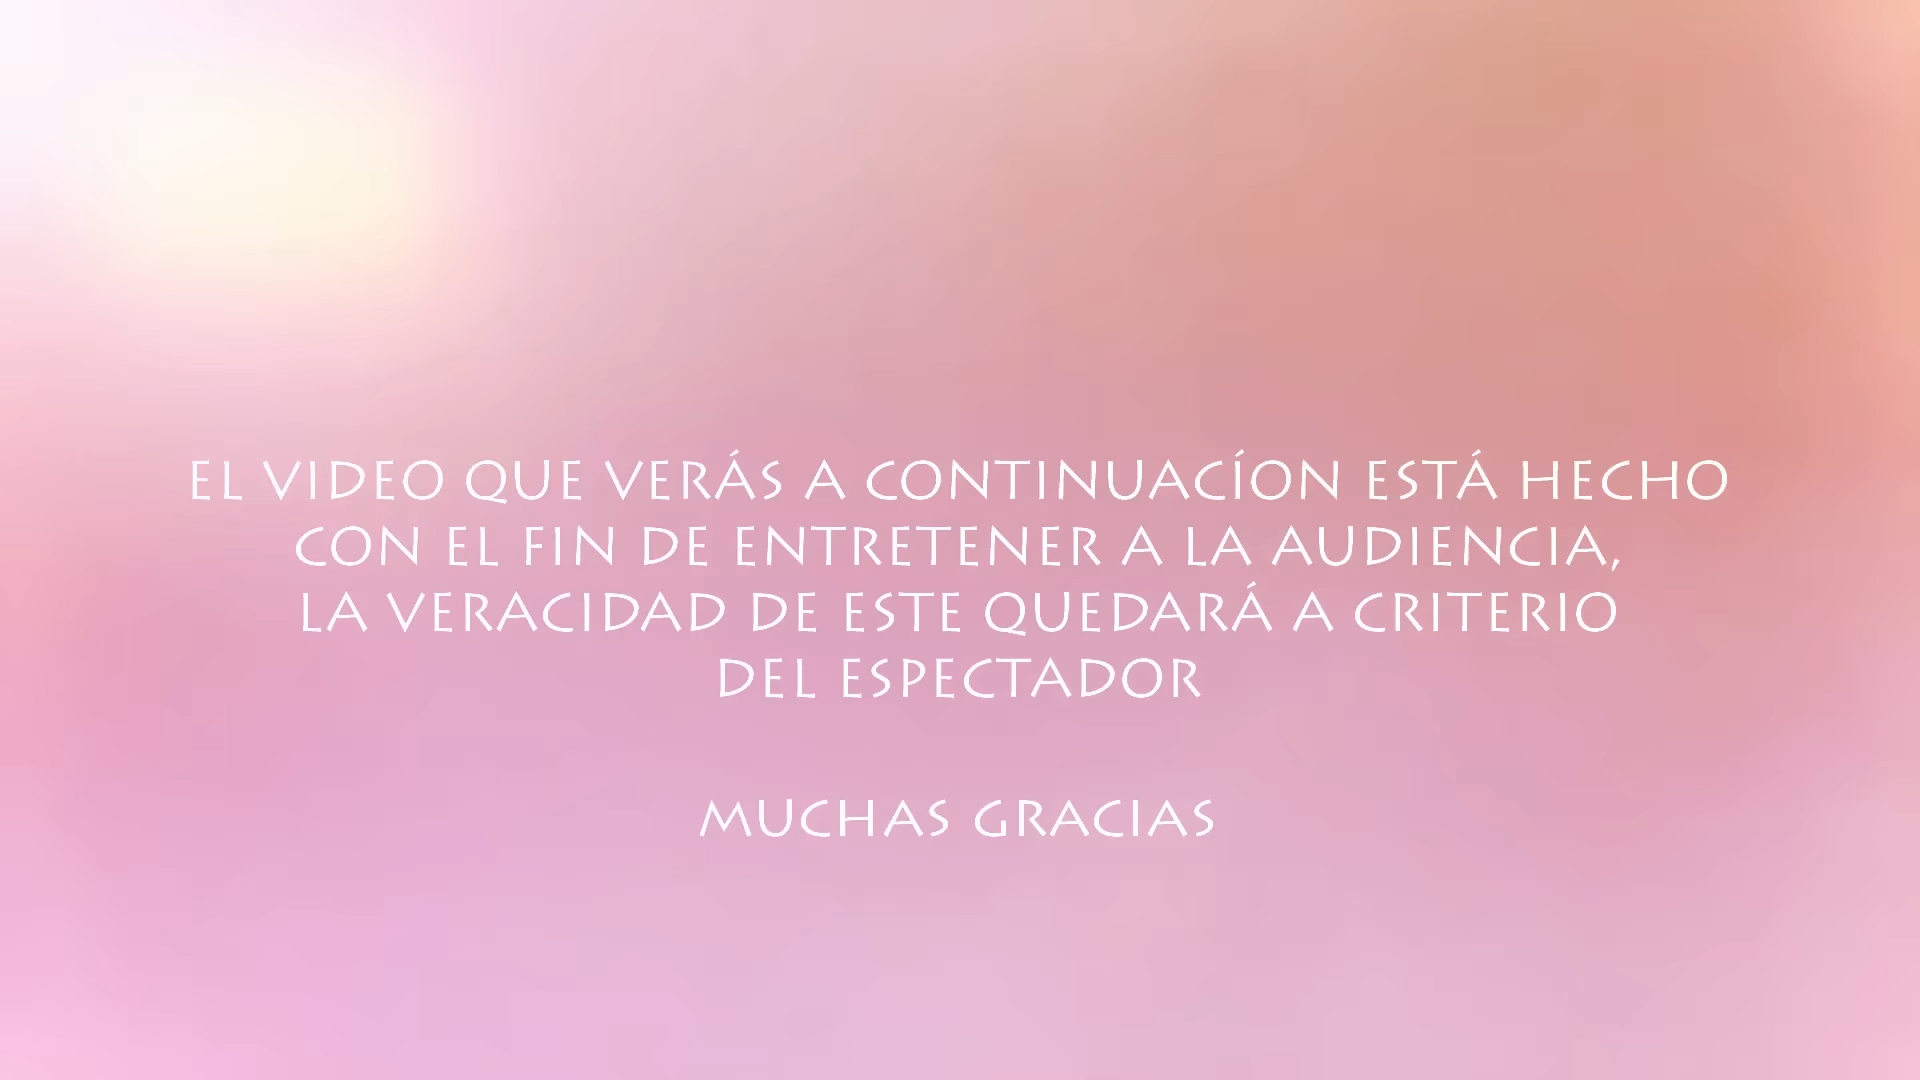 EL VIDEO QUE VERÁS A CONTINUACÍON ESTÁ HECHO
CON EL FIN DE ENTRETENER A LA AUDIENCIA,
LA VERACIDAD DE ESTE QUEDARÁ A CRITERIO
DEL ESPECTADOR
MUCHAS GRACIAS